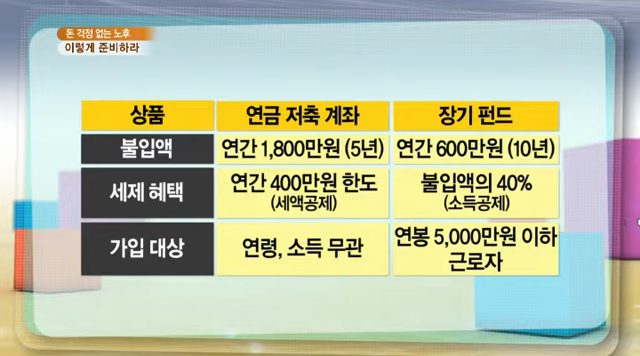 돈 걱정 없는 노후
이렇게 준비하라
상품 연금 저축 계좌 장기 펀드
불입액 연간 1,800만원 (5년) 연간 600만원 (10년)
세제 혜택 연간 400만원 한도 (세액공제) 불입액의 40% (소득공제)
가입 대상 연령, 소득 무관 연봉 5,000만원 이하 근로자